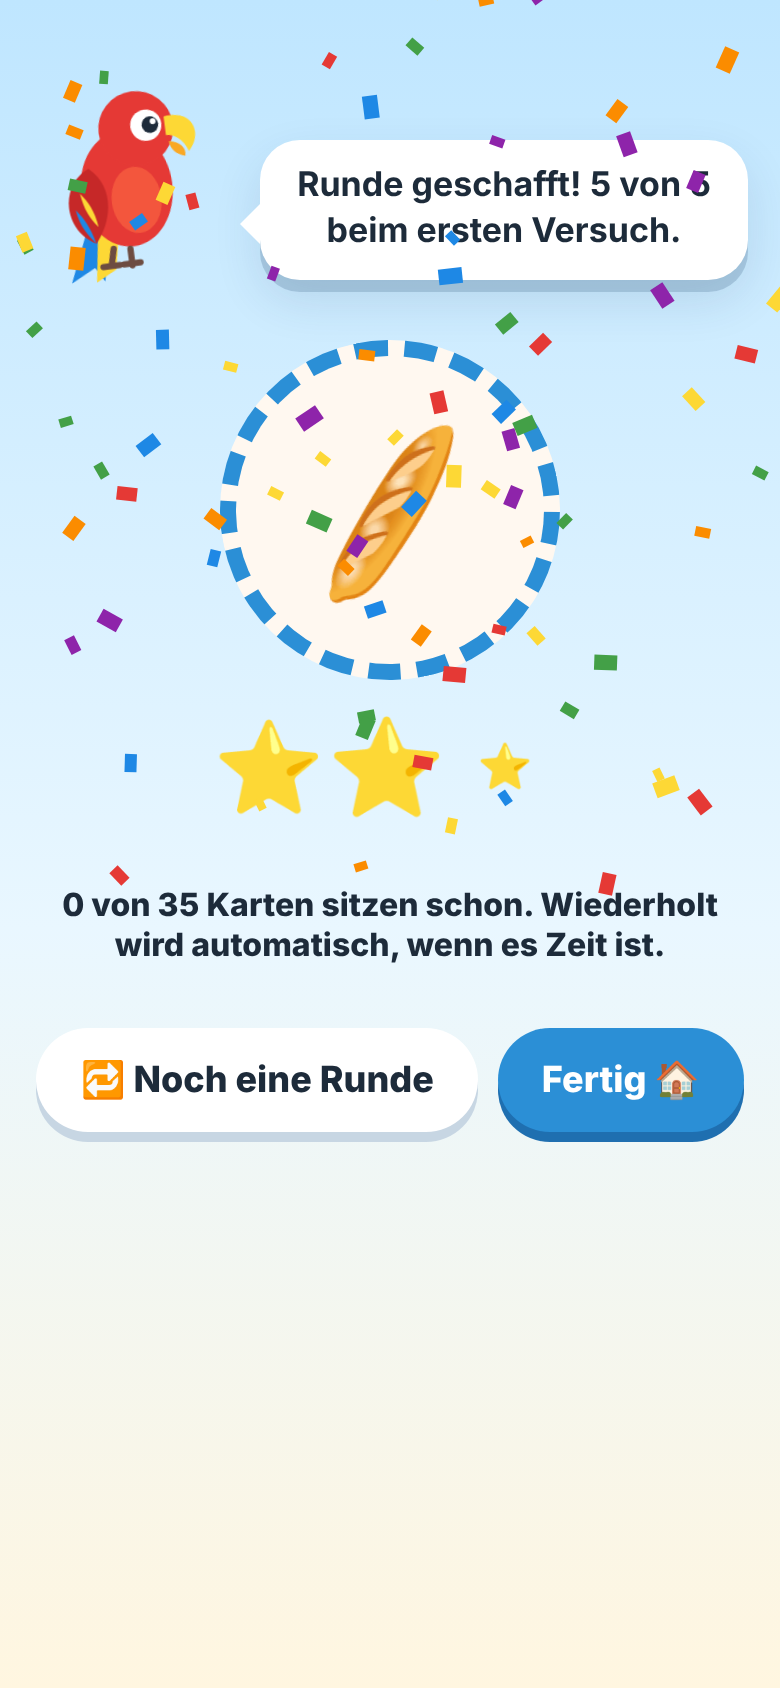 Runde geschafft! 5 von 5
beim ersten Versuch.
0 von 35 Karten sitzen schon. Wiederholt
wird automatisch, wenn es Zeit ist.
Noch eine Runde
Fertig